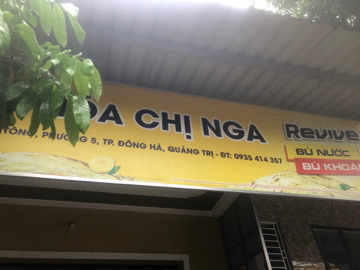 CHỊ NGA
PHƯỜNG 5, TP. ĐÔNG HÀ, QUẢNG TRỊ - ĐT: 0935 414 357
Revive
BÙ NƯỚC
BÙ KHOÁN